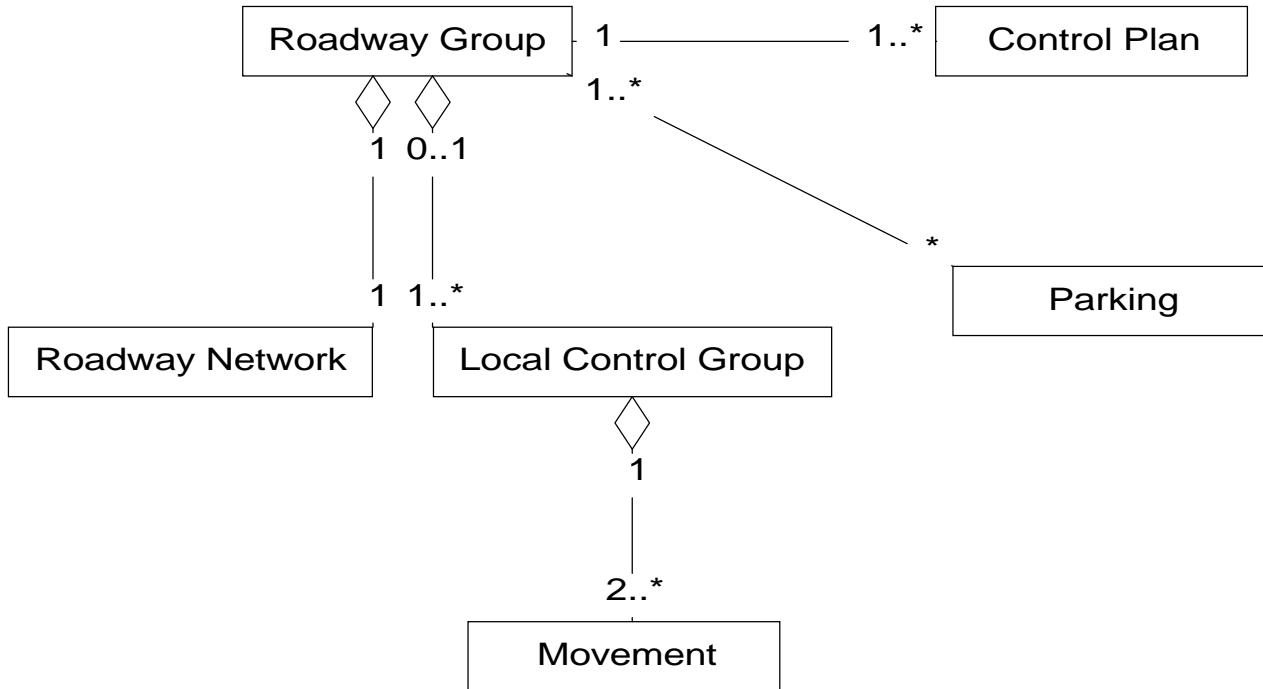 Roadway Group
1
1..*
Control Plan
1..*
1
0..1
*
Parking
1
1..*
Roadway Network
Local Control Group
1
2..*
Movement